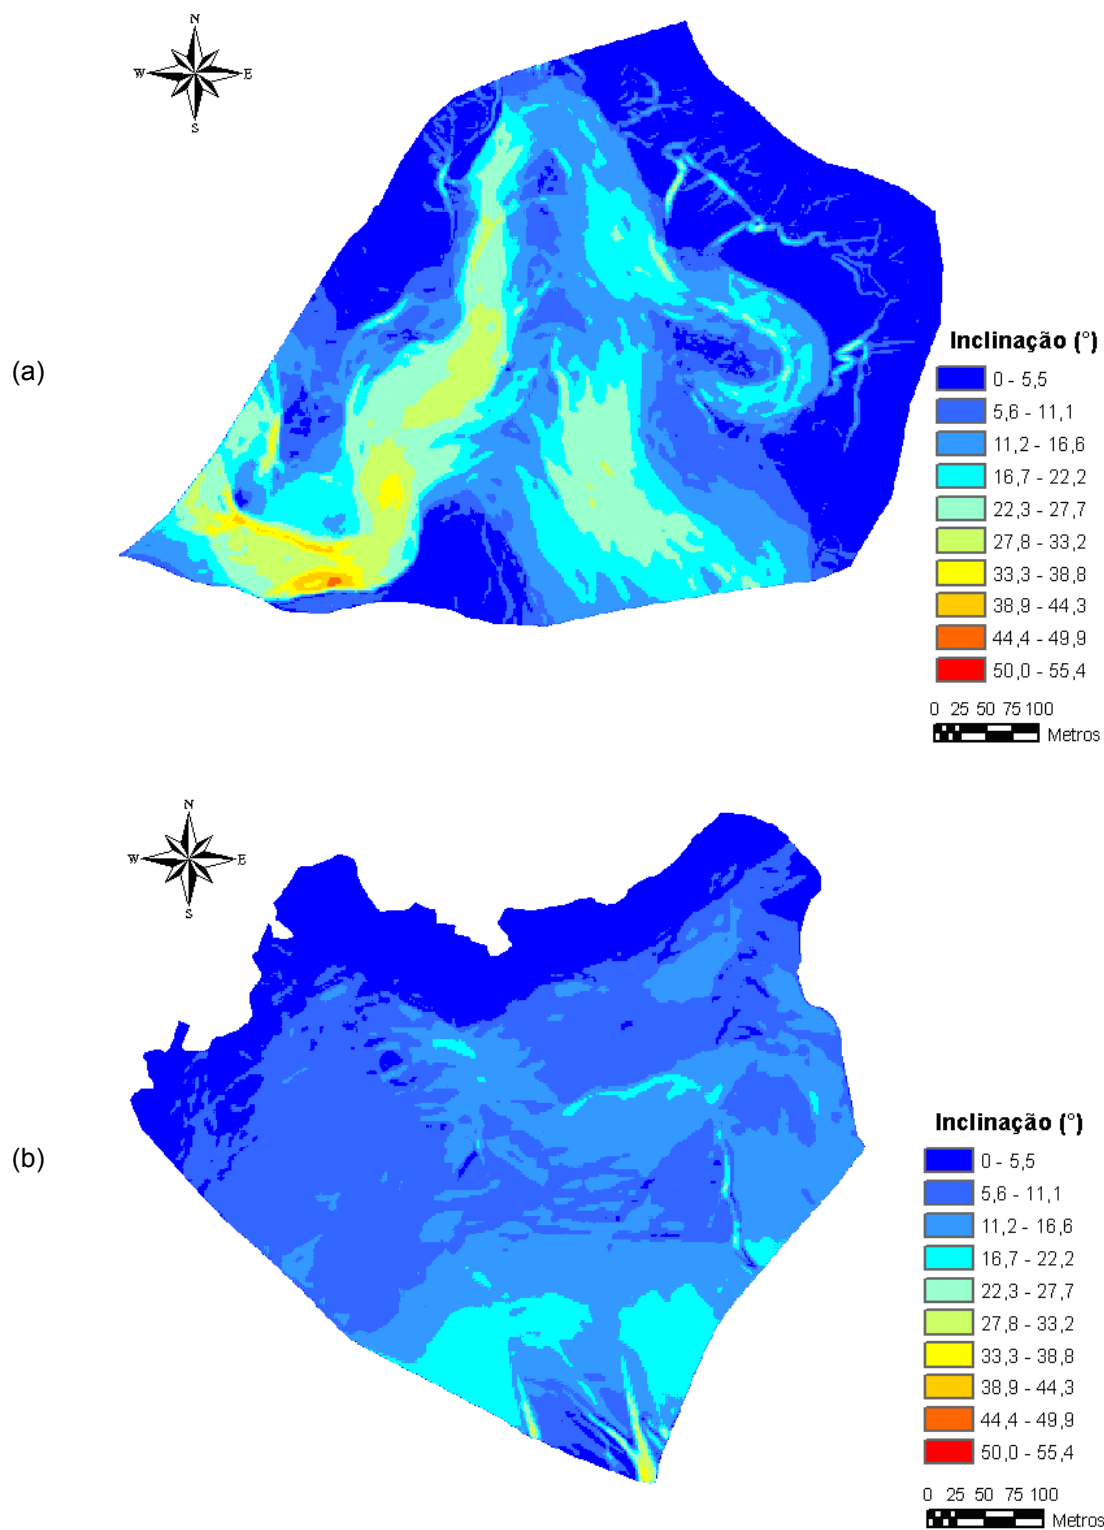 N
W E
S
(a)
Inclinação (°)
0 - 5,5
5,6 - 11,1
11,2 - 16,6
16,7 - 22,2
22,3 - 27,7
27,8 - 33,2
33,3 - 38,8
38,9 - 44,3
44,4 - 49,9
50,0 - 55,4
0 25 50 75 100
Metros
N
W E
S
(b)
Inclinação (°)
0 - 5,5
5,6 - 11,1
11,2 - 16,6
16,7 - 22,2
22,3 - 27,7
27,8 - 33,2
33,3 - 38,8
38,9 - 44,3
44,4 - 49,9
50,0 - 55,4
0 25 50 75 100
Metros